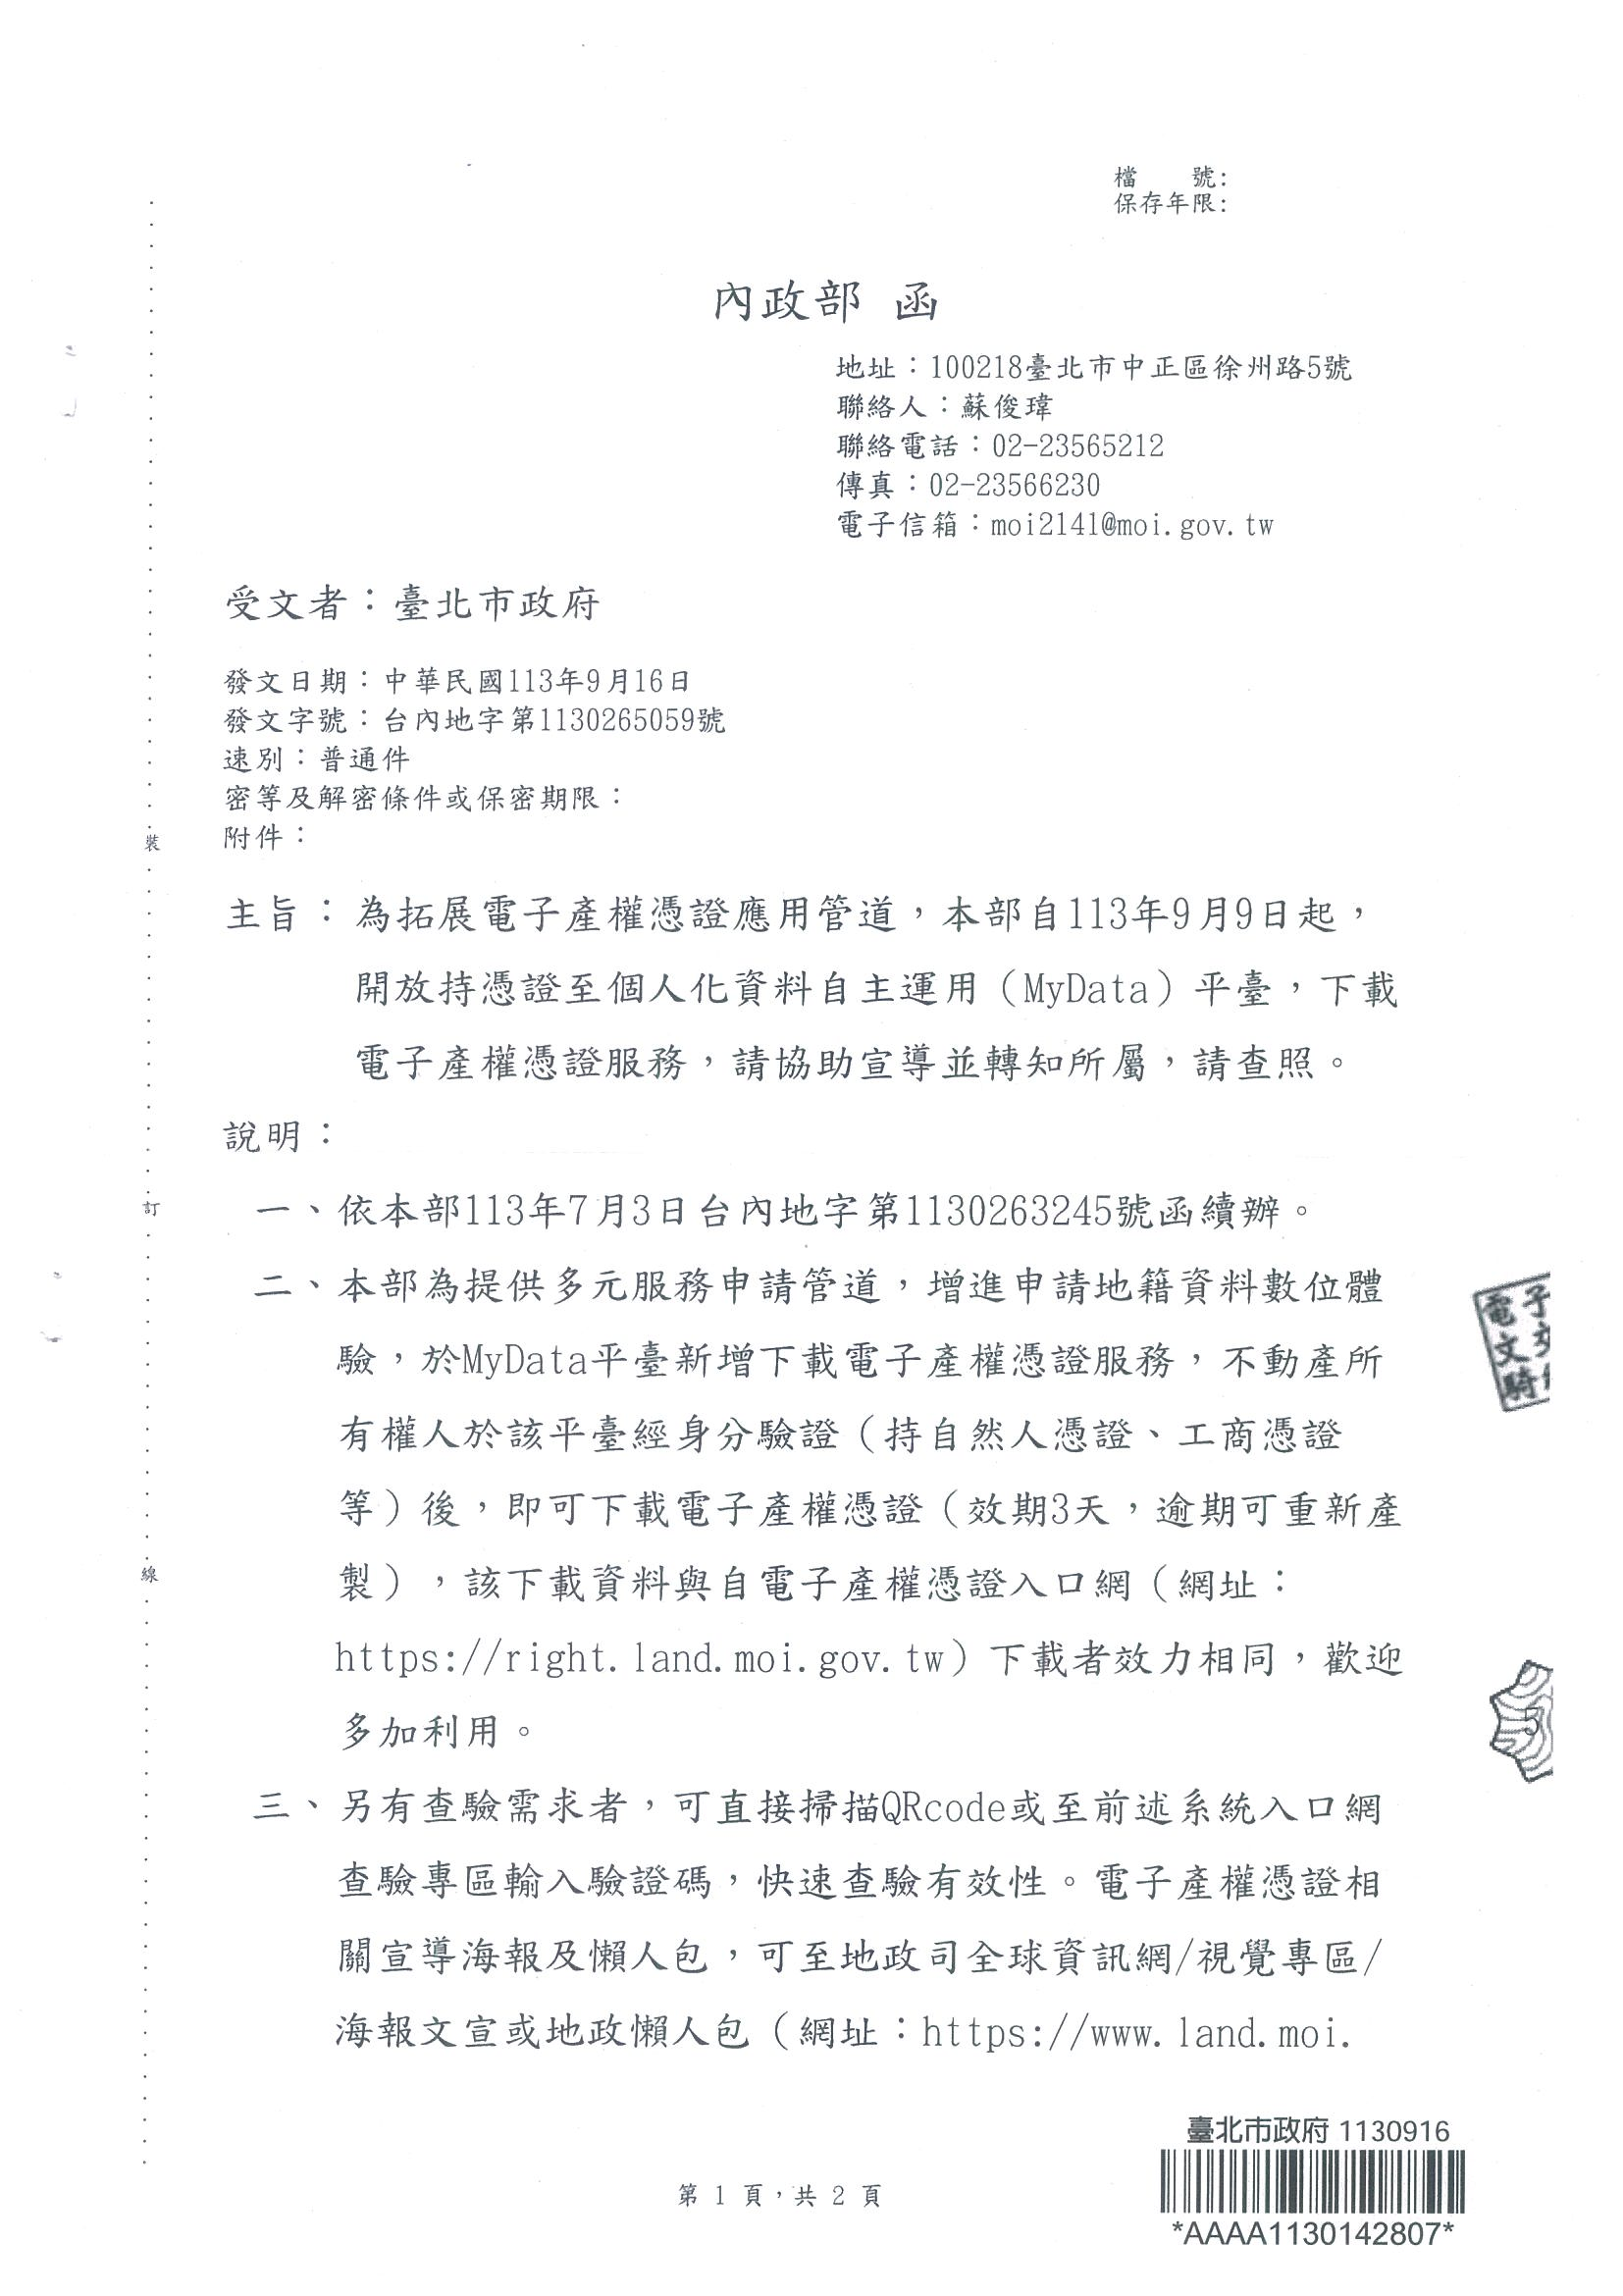 檔　　號:
保存年限:
內政部 函
地址：100218臺北市中正區徐州路5號
聯絡人：蘇俊瑋
聯絡電話：02-23565212
傳真：02-23566230
電子信箱：moi2141@moi.gov.tw
受文者：臺北市政府
發文日期：中華民國113年9月16日
發文字號：台內地字第1130265059號
速別：普通件
密等及解密條件或保密期限：
附件：
主旨：為拓展電子產權憑證應用管道，本部自113年9月9日起，
開放持憑證至個人化資料自主運用（MyData）平臺，下載
電子產權憑證服務，請協助宣導並轉知所屬，請查照。
說明：
一、依本部113年7月3日台內地字第1130263245號函續辦。
二、本部為提供多元服務申請管道，增進申請地籍資料數位體
驗，於MyData平臺新增下載電子產權憑證服務，不動產所
有權人於該平臺經身分驗證（持自然人憑證、工商憑證
等）後，即可下載電子產權憑證（效期3天，逾期可重新產
製），該下載資料與自電子產權憑證入口網（網址：
https://right.land.moi.gov.tw）下載者效力相同，歡迎
多加利用。
三、另有查驗需求者，可直接掃描QRcode或至前述系統入口網
查驗專區輸入驗證碼，快速查驗有效性。電子產權憑證相
關宣導海報及懶人包，可至地政司全球資訊網/視覺專區/
海報文宣或地政懶人包（網址：https://www.land.moi.
裝
訂
線
電子
文
騎
5
臺北市政府 1130916
*AAAA1130142807*
第 1 頁，共 2 頁